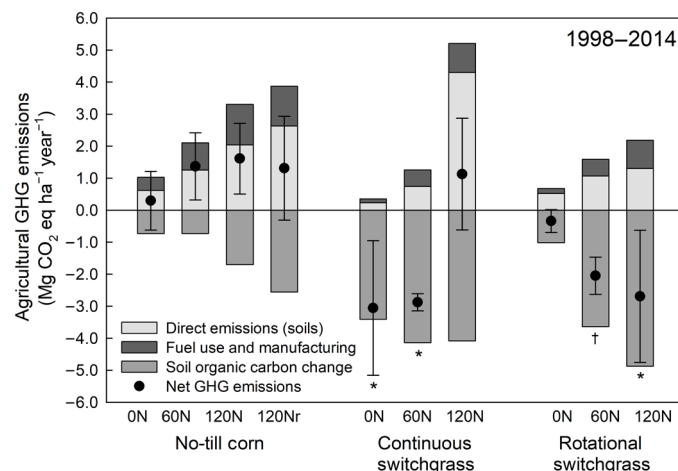 1998–2014
Agricultural GHG emissions
(Mg CO₂ eq ha⁻¹ year⁻¹)
6.0
5.0
4.0
3.0
2.0
1.0
0.0
−1.0
−2.0
−3.0
−4.0
−5.0
−6.0
Direct emissions (soils)
Fuel use and manufacturing
Soil organic carbon change
Net GHG emissions
* * † *
0N 60N 120N 120Nr 0N 60N 120N 0N 60N 120N
No-till corn Continuous switchgrass Rotational switchgrass